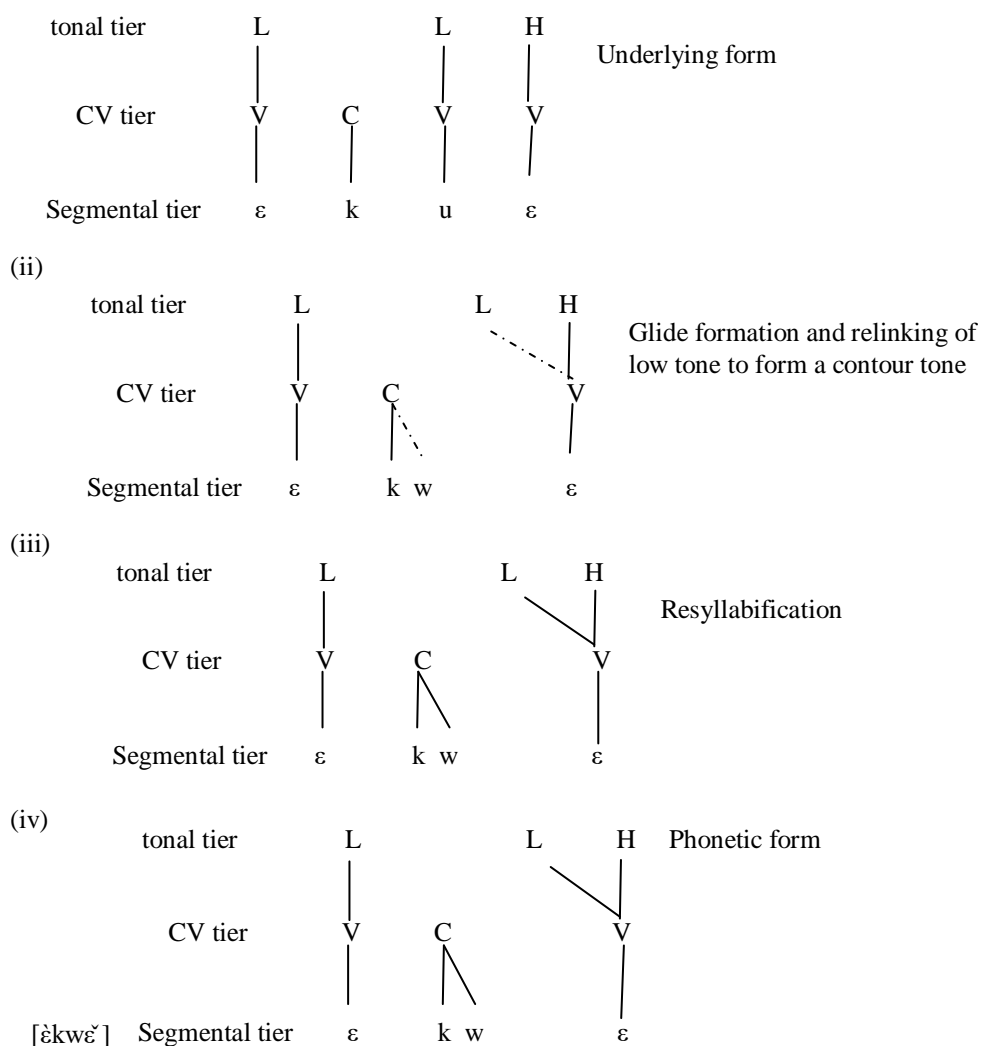 tonal tier L L H
Underlying form
CV tier V C V V
Segmental tier ε k u ε
(ii)
tonal tier L L H
Glide formation and relinking of
low tone to form a contour tone
CV tier V C V
Segmental tier ε k w ε
(iii)
tonal tier L L H
Resyllabification
CV tier V C V
Segmental tier ε k w ε
(iv)
tonal tier L L H Phonetic form
CV tier V C V
[ɛ̀kwɛ̌] Segmental tier ε k w ε